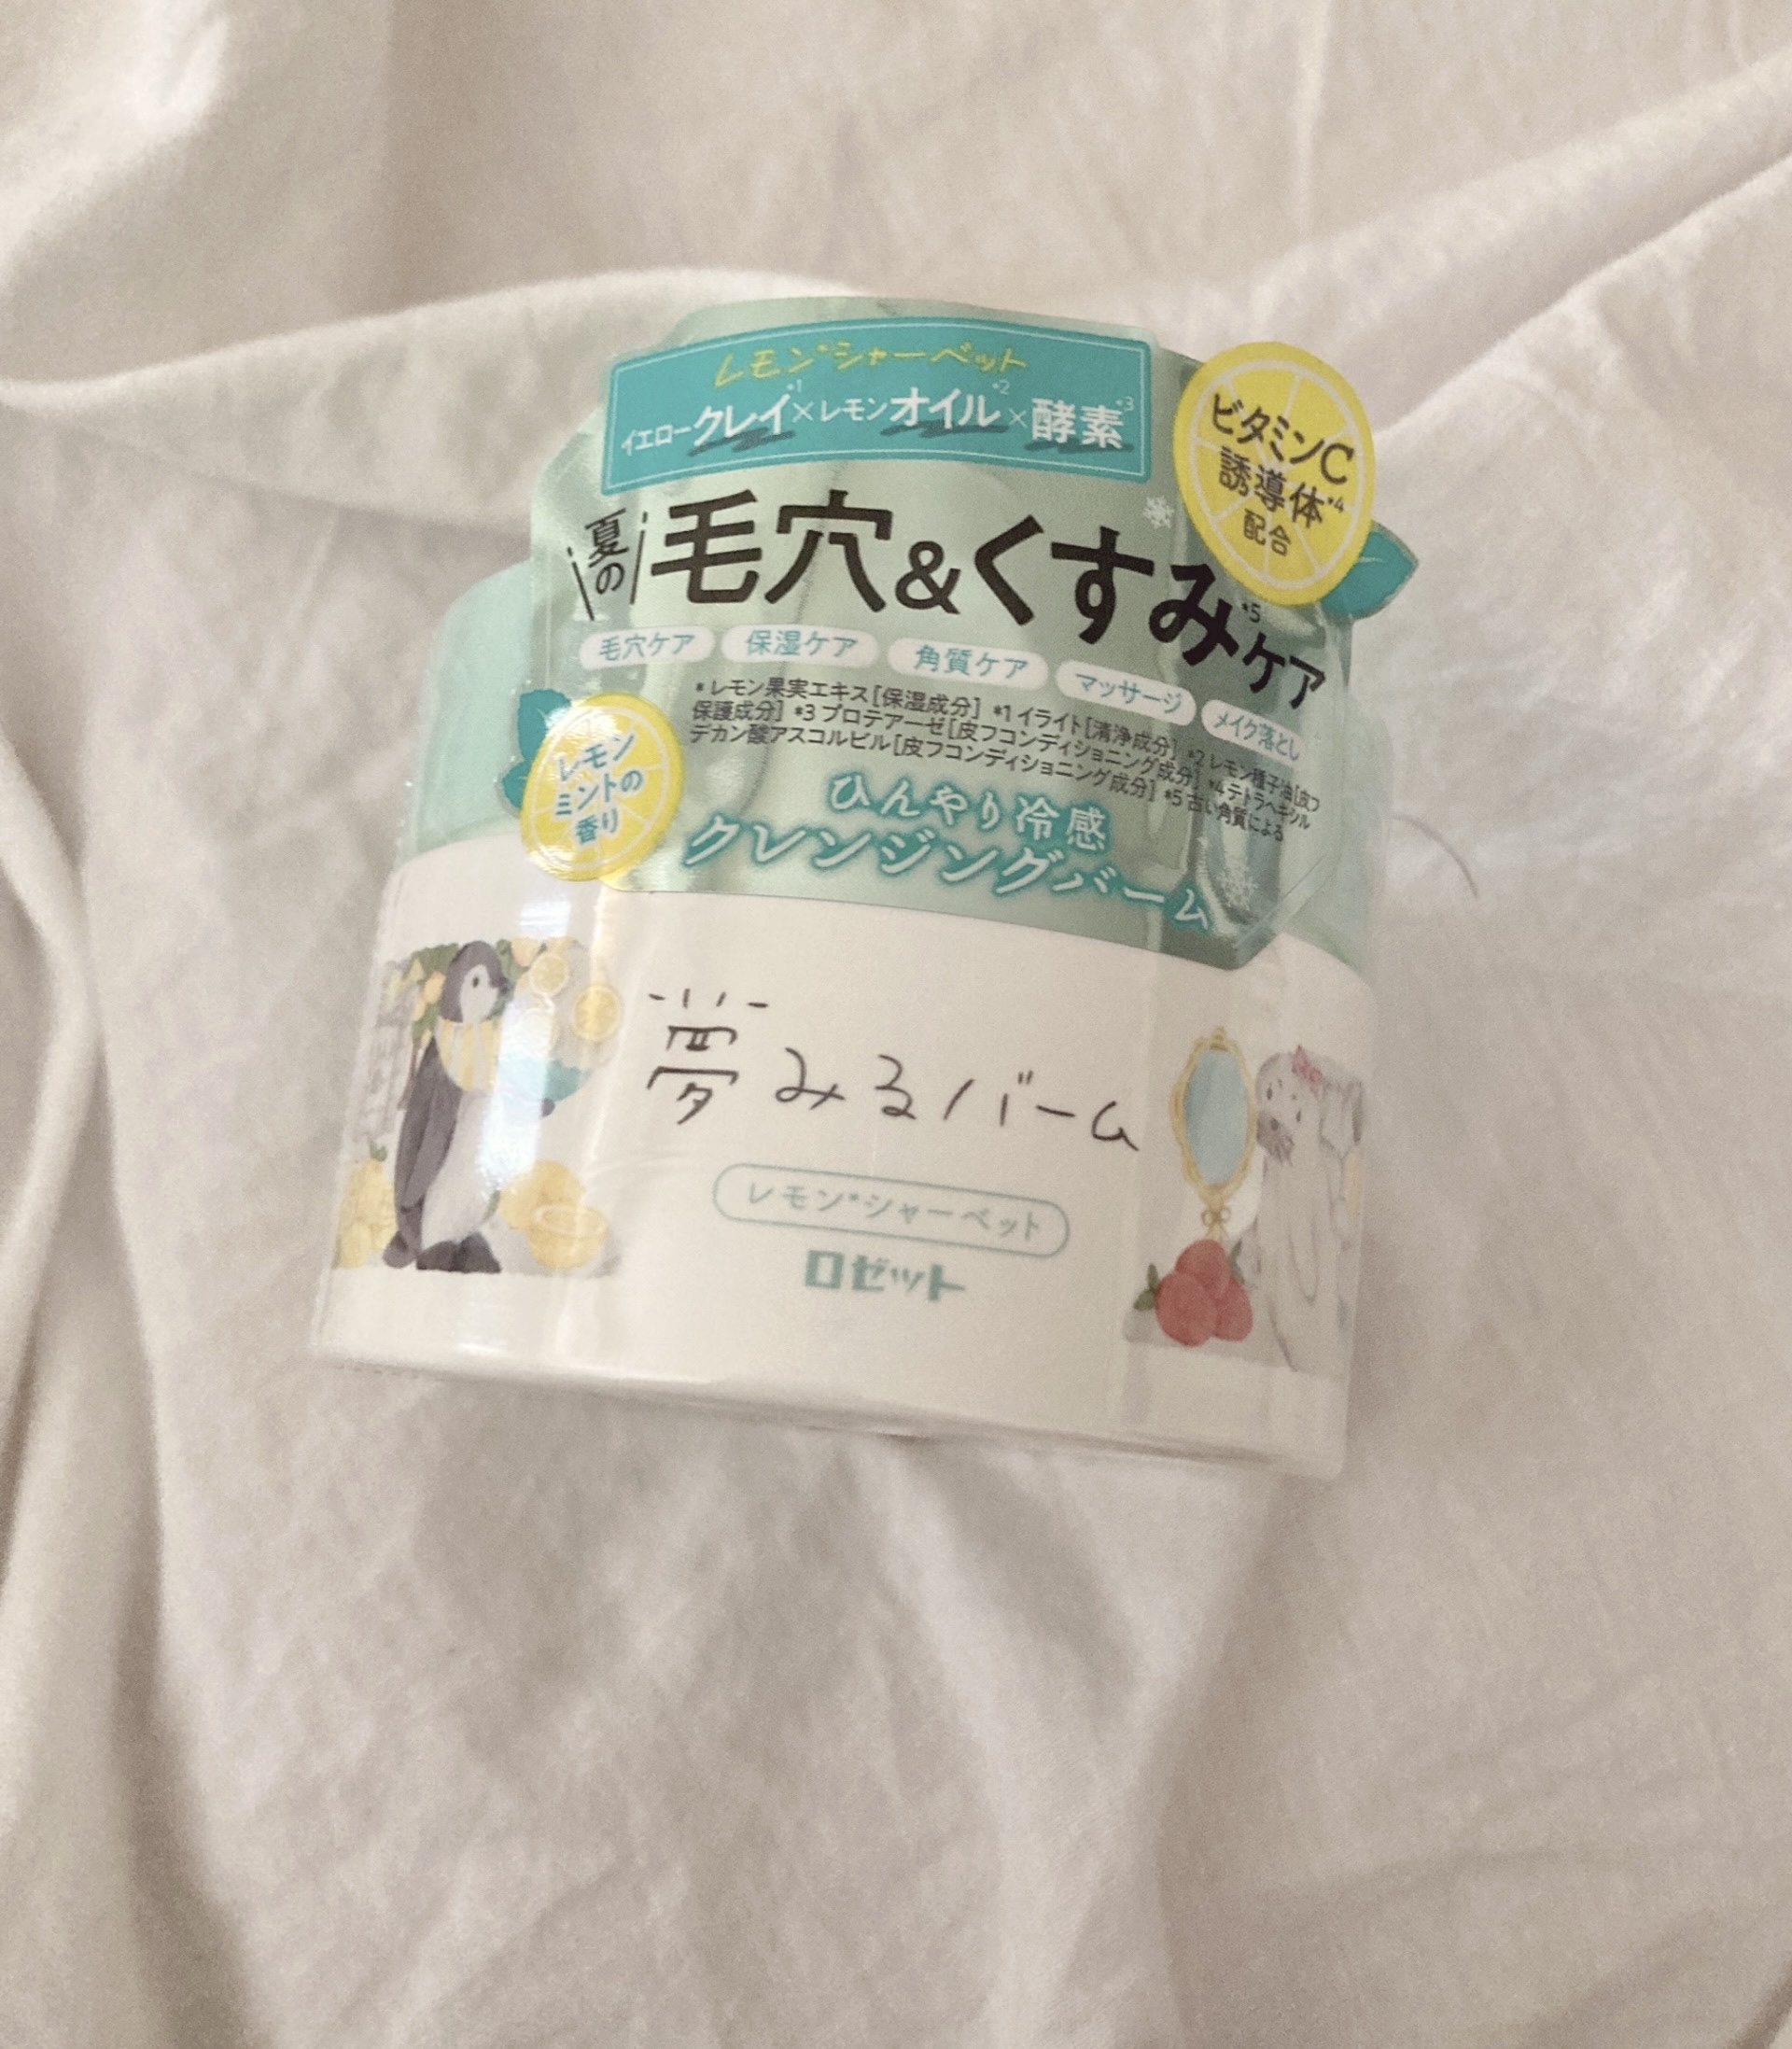 レモン*シャーベット
イエロークレイ*1×レモンオイル*2×酵素*3
ビタミンC
誘導体*4
配合
夏の
毛穴&くすみ*5ケア
毛穴ケア 保湿ケア 角質ケア マッサージ メイク落とし
*レモン果実エキス[保湿成分] *1 イライト[清浄成分] *2 レモン種子油[皮フ
保護成分] *3 プロテアーゼ[皮フコンディショニング成分] *4 テトラヘキシル
デカン酸アスコルビル[皮フコンディショニング成分] *5 古い角質による
レモン
ミントの
香り
ひんやり冷感
クレンジングバーム
夢みるバーム
レモン*シャーベット
ロゼット